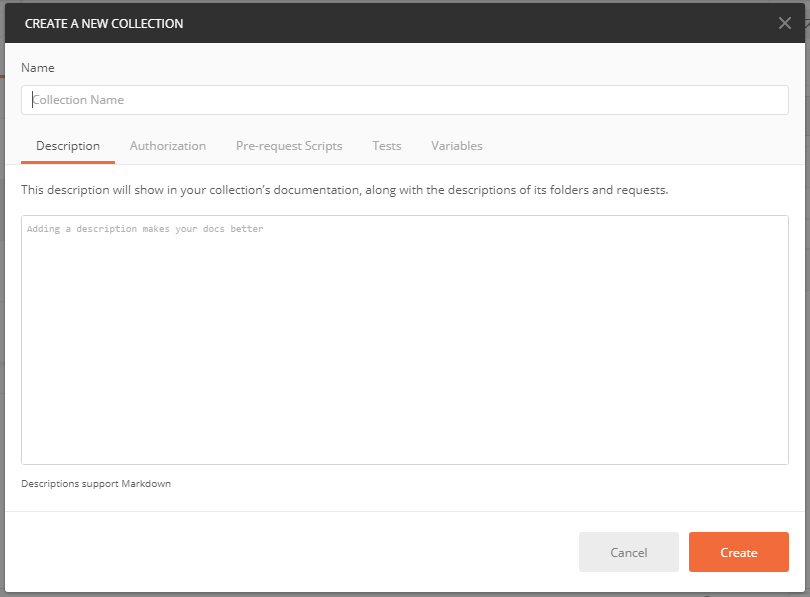 CREATE A NEW COLLECTION
Name
Collection Name
Description Authorization Pre-request Scripts Tests Variables
This description will show in your collection's documentation, along with the descriptions of its folders and requests.
Adding a description makes your docs better
Descriptions support Markdown
Cancel Create